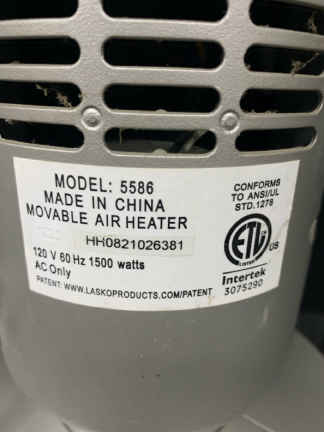 MODEL: 5586
MADE IN CHINA
MOVABLE AIR HEATER
HH0821026381
120 V 60 Hz 1500 watts
AC Only
PATENT: WWW.LASKOPRODUCTS.COM/PATENT
CONFORMS
TO ANSI/UL
STD.1278
ETL
LISTED
US
Intertek
3075290